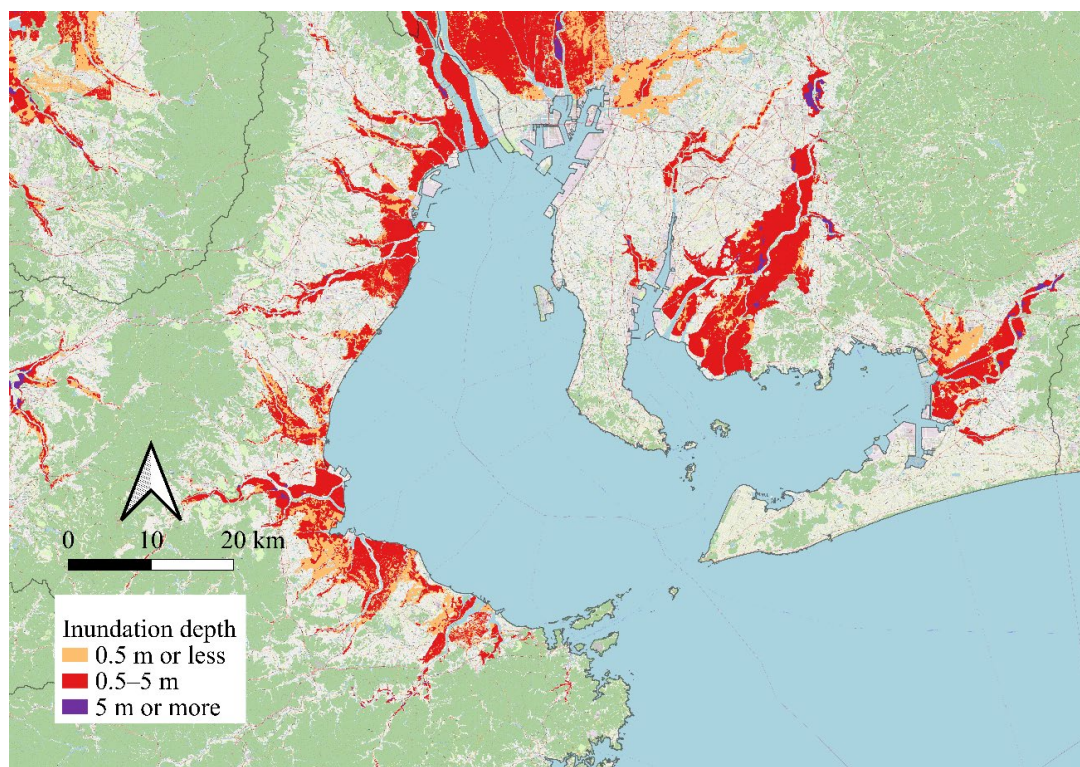 0 10 20 km
Inundation depth
0.5 m or less
0.5–5 m
5 m or more